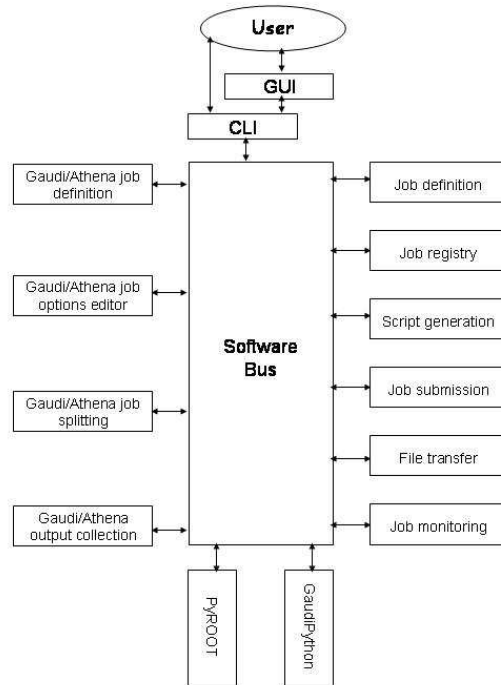 User
GUI
CLI
Gaudi/Athena job
definition
Gaudi/Athena job
options editor
Gaudi/Athena job
splitting
Gaudi/Athena
output collection
Software
Bus
Job definition
Job registry
Script generation
Job submission
File transfer
Job monitoring
PyROOT
GaudiPython